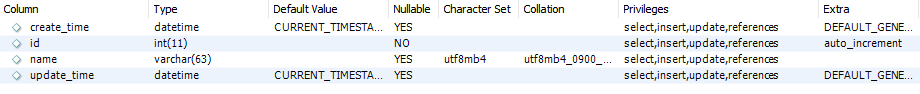 Column Type Default Value Nullable Character Set Collation Privileges Extra
create_time datetime CURRENT_TIMESTA... YES select,insert,update,references DEFAULT_GENE...
id int(11) NO select,insert,update,references auto_increment
name varchar(63) YES utf8mb4 utf8mb4_0900_... select,insert,update,references
update_time datetime CURRENT_TIMESTA... YES select,insert,update,references DEFAULT_GENE...